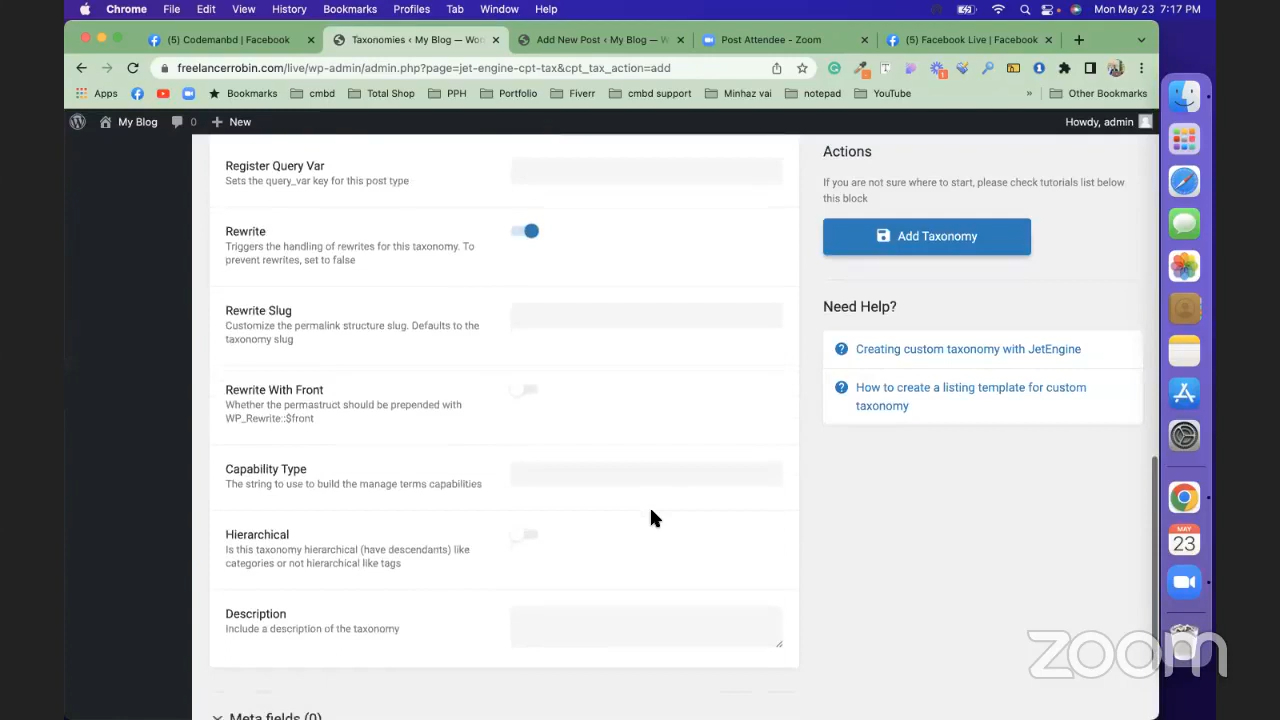 Chrome File Edit View History Bookmarks Profiles Tab Window Help Mon May 23 7:17 PM
(5) Codemanbd | Facebook × Taxonomies ‹ My Blog — Wor × Add New Post ‹ My Blog — W × Post Attendee - Zoom × (5) Facebook Live | Facebook × +
freelancerrobin.com/live/wp-admin/admin.php?page=jet-engine-cpt-tax&cpt_tax_action=add
Apps Bookmarks cmbd Total Shop PPH Portfolio Fiverr cmbd support Minhaz vai notepad YouTube » Other Bookmarks
My Blog 0 + New Howdy, admin
Register Query Var
Sets the query_var key for this post type
Rewrite
Triggers the handling of rewrites for this taxonomy. To
prevent rewrites, set to false
Rewrite Slug
Customize the permalink structure slug. Defaults to the
taxonomy slug
Rewrite With Front
Whether the permastruct should be prepended with
WP_Rewrite::$front
Capability Type
The string to use to build the manage terms capabilities
Hierarchical
Is this taxonomy hierarchical (have descendants) like
categories or not hierarchical like tags
Description
Include a description of the taxonomy
Meta fields (0)
Actions
If you are not sure where to start, please check tutorials list below
this block
Add Taxonomy
Need Help?
Creating custom taxonomy with JetEngine
How to create a listing template for custom
taxonomy
MAY
23
zoom